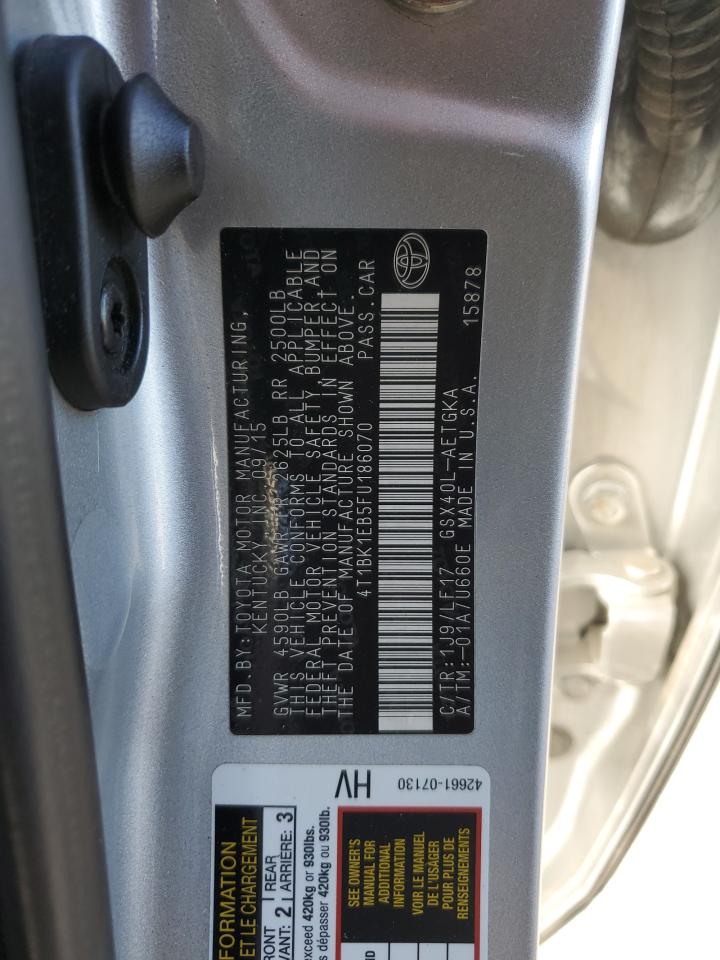 MFD.BY:TOYOTA MOTOR MANUFACTURING,
KENTUCKY,INC.09/15
GVWR 4590LB GAWR FR 2625LB RR 2500LB
THIS VEHICLE CONFORMS TO ALL APPLICABLE
FEDERAL MOTOR VEHICLE SAFETY, BUMPER,AND
THEFT PREVENTION STANDARDS IN EFFECT ON
THE DATE OF MANUFACTURE SHOWN ABOVE.
4T1BK1EB5FU186070 PASS.CAR
C/TR:1J9/LF17 GSX40L-AETGKA
A/TM:-01A/U660E MADE IN U.S.A. 15878
HV
42661-07130
FORMATION
ET LE CHARGEMENT
RONT
VANT: 2
REAR
ARRIÈRE: 3
exceed 420kg or 930lbs.
s dépasser 420kg ou 930lb.
SEE OWNER'S
MANUAL FOR
ADDITIONAL
INFORMATION
VOIR LE MANUEL
DE L'USAGER
POUR PLUS DE
RENSEIGNEMENTS